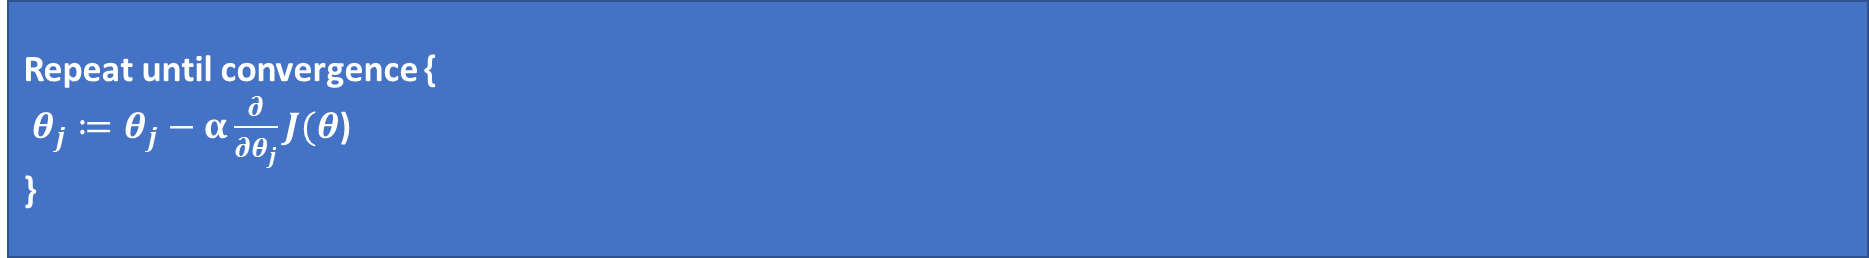 Repeat until convergence {
θⱼ ≔ θⱼ − α ∂/∂θⱼ J(θ)
}